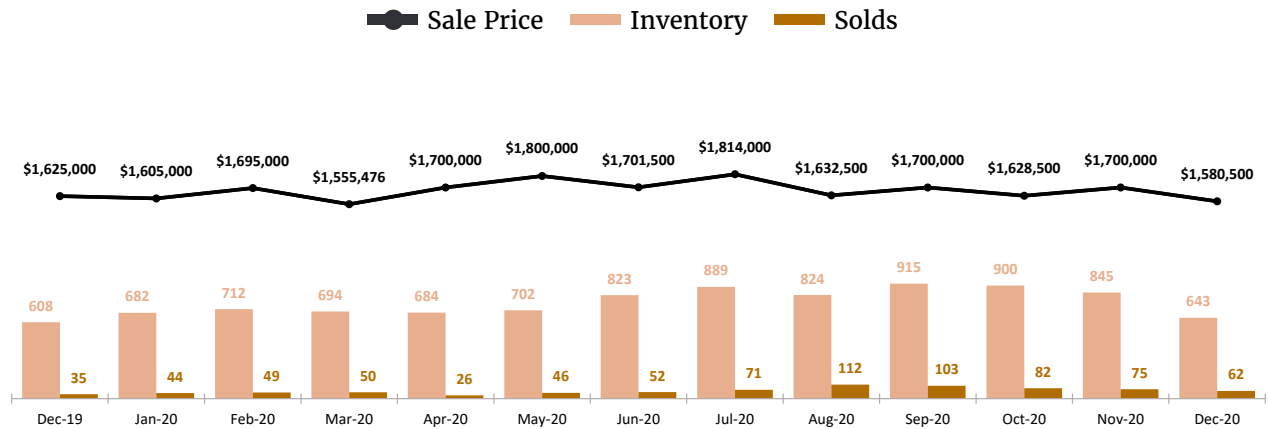 Sale Price Inventory Solds
$1,625,000 $1,605,000 $1,695,000 $1,555,476 $1,700,000 $1,800,000 $1,701,500 $1,814,000 $1,632,500 $1,700,000 $1,628,500 $1,700,000 $1,580,500
608 682 712 694 684 702 823 889 824 915 900 845 643
35 44 49 50 26 46 52 71 112 103 82 75 62
Dec-19 Jan-20 Feb-20 Mar-20 Apr-20 May-20 Jun-20 Jul-20 Aug-20 Sep-20 Oct-20 Nov-20 Dec-20